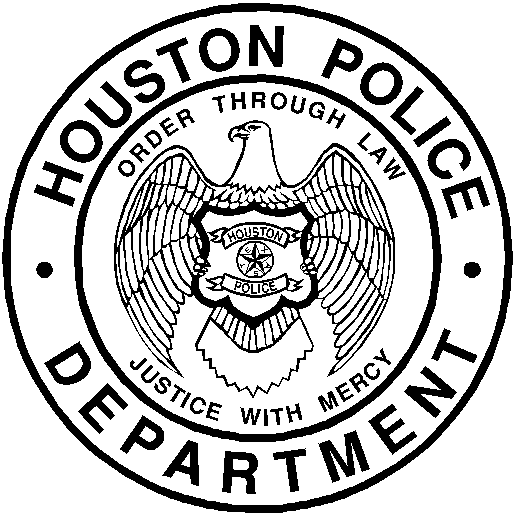 HOUSTON POLICE
ORDER THROUGH LAW
HOUSTON
POLICE
JUSTICE WITH MERCY
DEPARTMENT